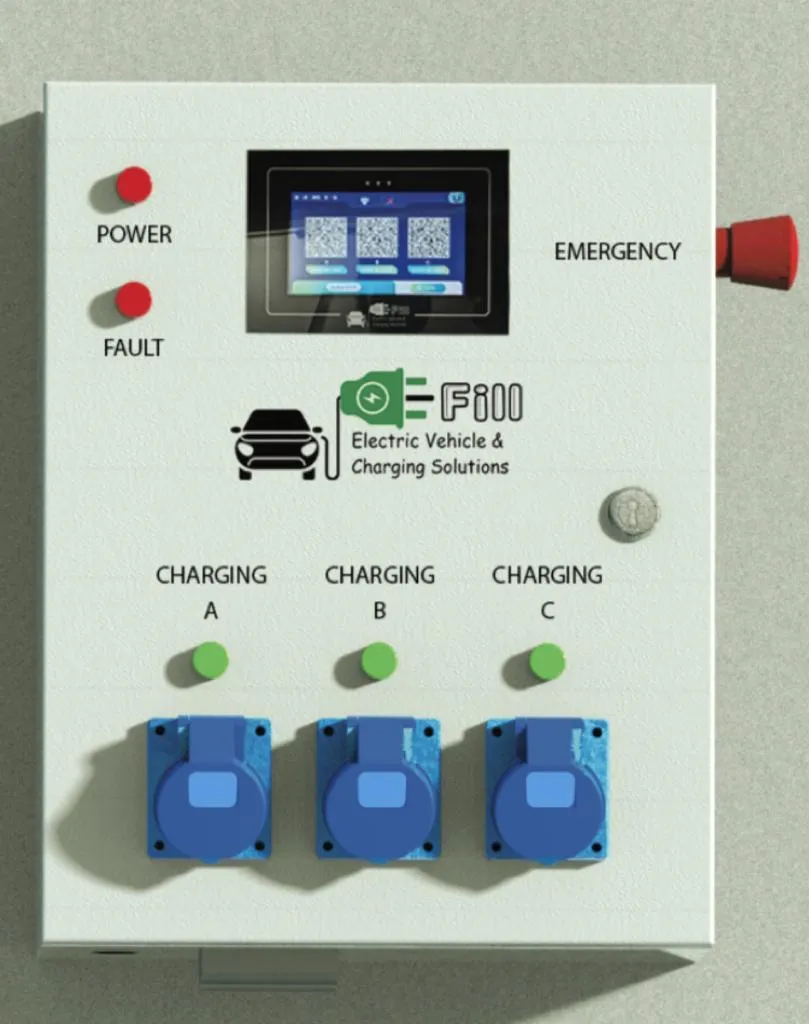 POWER
EMERGENCY
FAULT
Fill
Electric Vehicle &
Charging Solutions
CHARGING
A
CHARGING
B
CHARGING
C